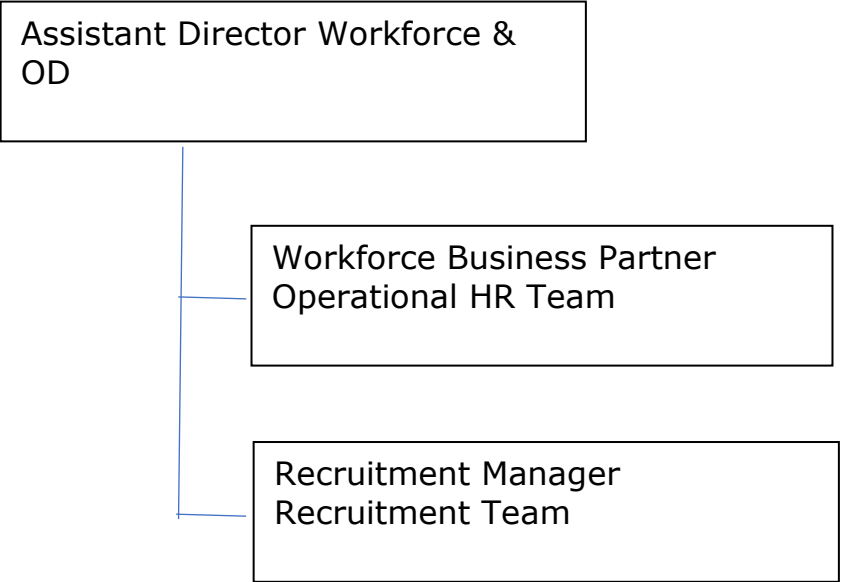 Assistant Director Workforce &
OD
Workforce Business Partner
Operational HR Team
Recruitment Manager
Recruitment Team